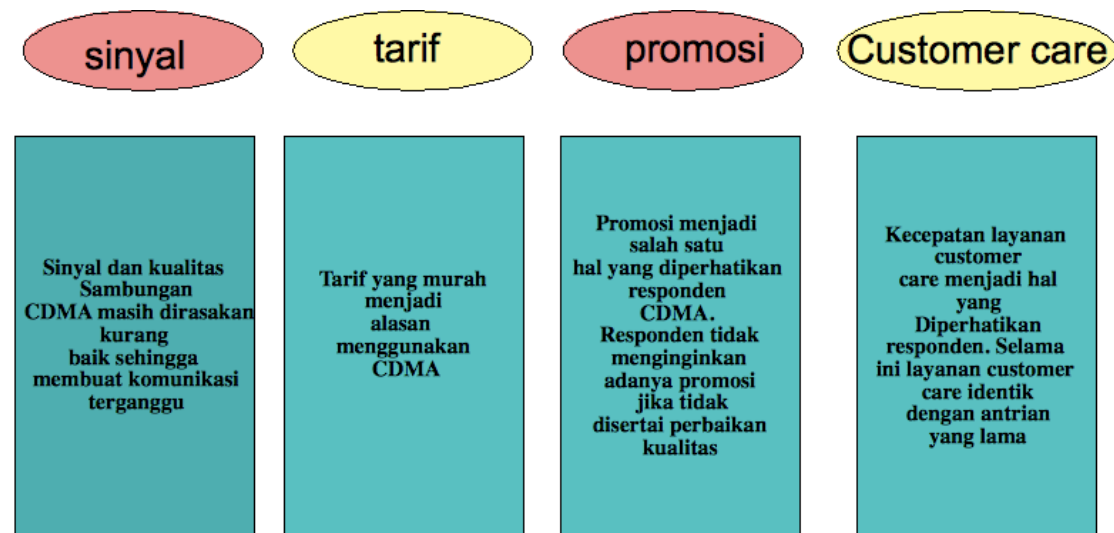 sinyal
tarif
promosi
Customer care
Sinyal dan kualitas
Sambungan
CDMA masih dirasakan
kurang
baik sehingga
membuat komunikasi
terganggu
Tarif yang murah
menjadi
alasan
menggunakan
CDMA
Promosi menjadi
salah satu
hal yang diperhatikan
responden
CDMA.
Responden tidak
menginginkan
adanya promosi
jika tidak
disertai perbaikan
kualitas
Kecepatan layanan
customer
care menjadi hal
yang
Diperhatikan
responden. Selama
ini layanan customer
care identik
dengan antrian
yang lama